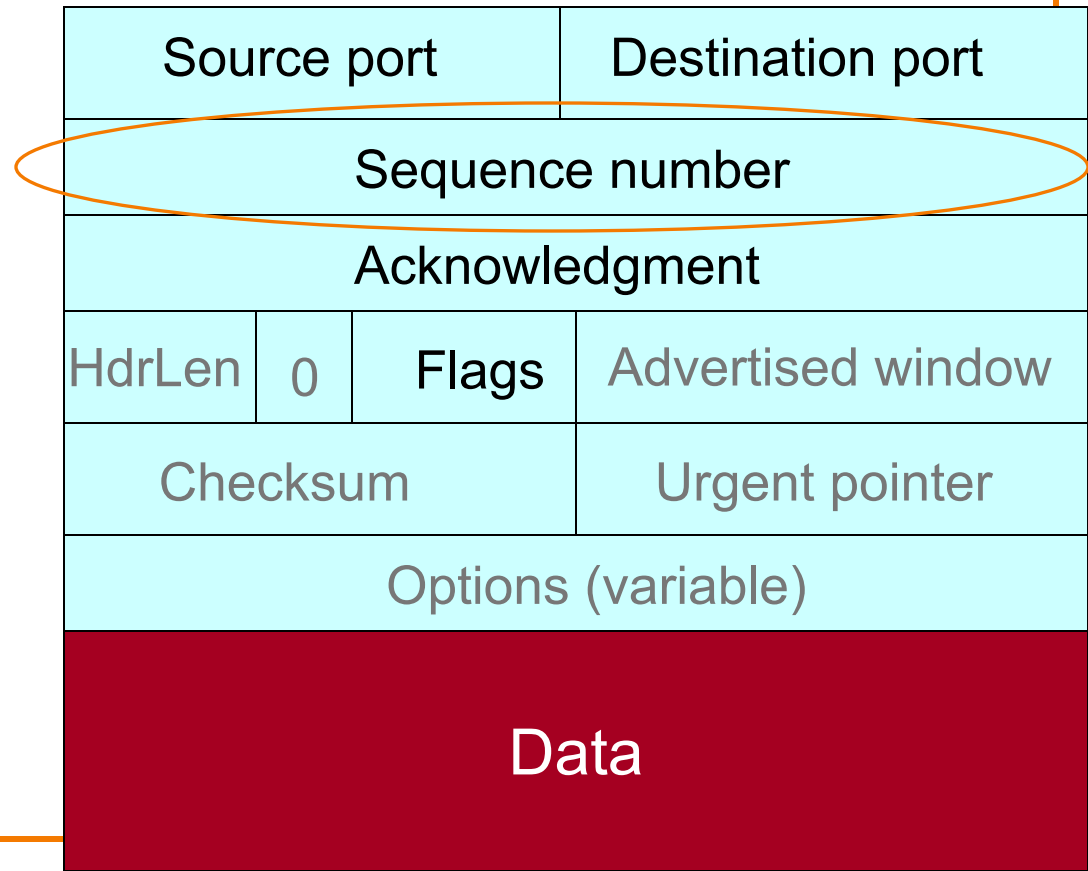 Source port Destination port
Sequence number
Acknowledgment
HdrLen 0 Flags Advertised window
Checksum Urgent pointer
Options (variable)
Data